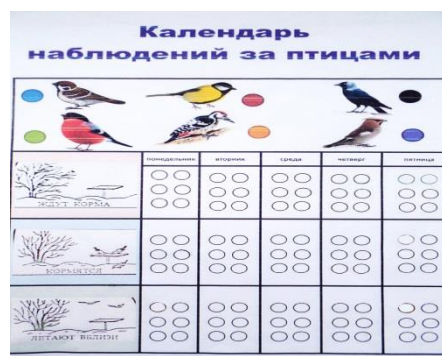 Календарь
наблюдений за птицами
понедельник вторник среда четверг пятница
ЖДУТ КОРМА
КОРМЯТСЯ
ЛЕТАЮТ ВБЛИЗИ